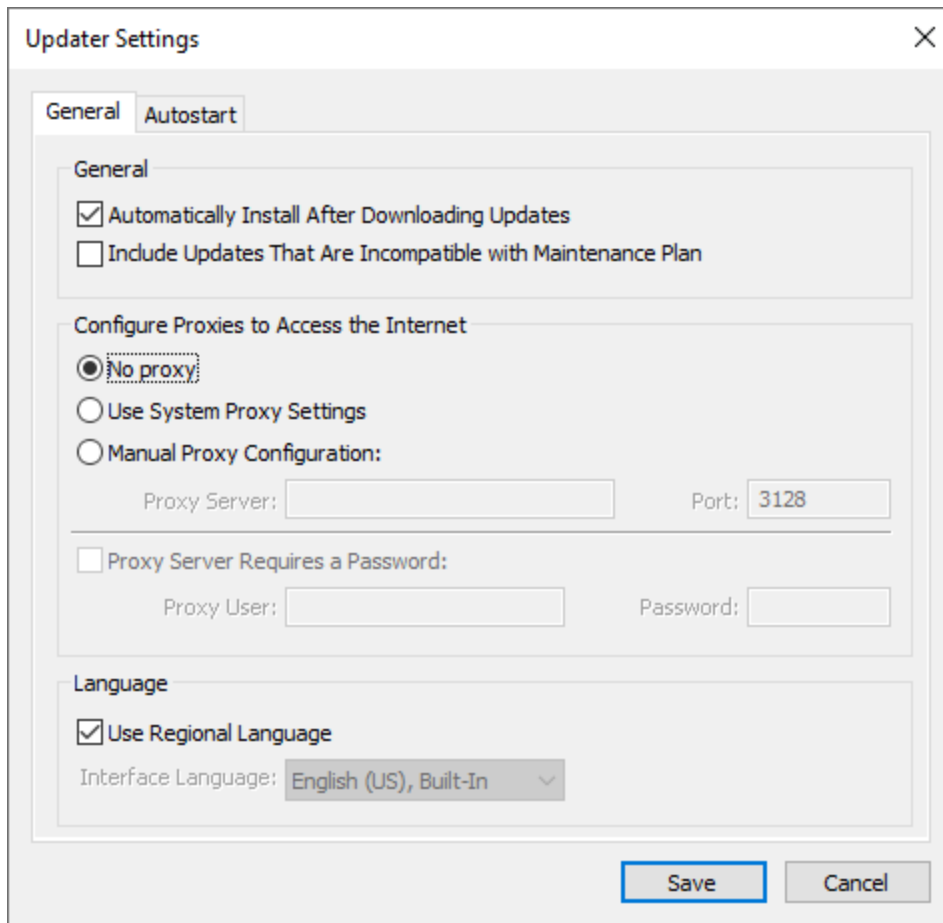 Updater Settings
General
Autostart
General
Automatically Install After Downloading Updates
Include Updates That Are Incompatible with Maintenance Plan
Configure Proxies to Access the Internet
No proxy
Use System Proxy Settings
Manual Proxy Configuration:
Proxy Server: Port: 3128
Proxy Server Requires a Password:
Proxy User: Password:
Language
Use Regional Language
Interface Language: English (US), Built-In
Save Cancel